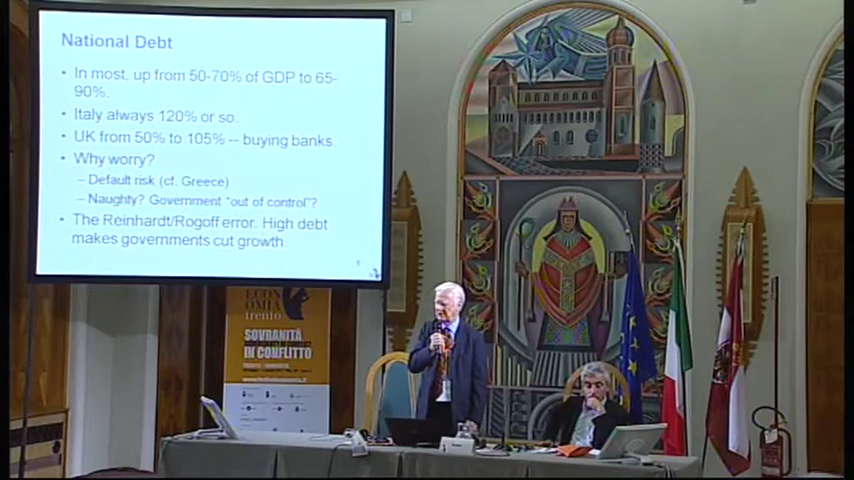 National Debt
• In most, up from 50-70% of GDP to 65-
90%.
• Italy always 120% or so.
• UK from 50% to 105% -- buying banks.
• Why worry?
– Default risk (cf. Greece)
– Naughty? Government "out of control"?
• The Reinhardt/Rogoff error. High debt
makes governments cut growth.
ECON
OMIA
trento
SOVRANITÀ
IN CONFLITTO